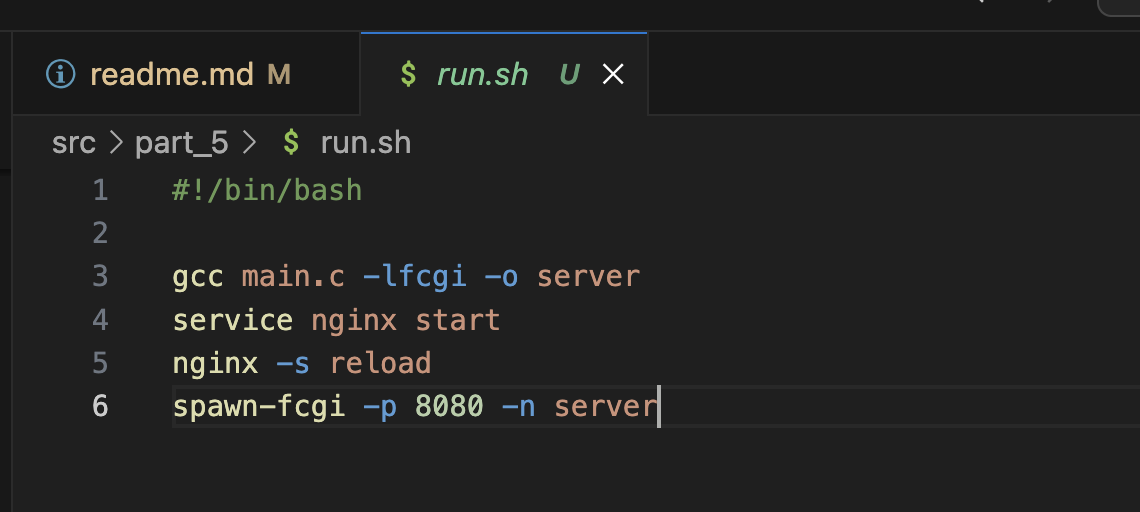 readme.md M
$ run.sh U
src > part_5 > $ run.sh
1 #!/bin/bash
2
3 gcc main.c -lfcgi -o server
4 service nginx start
5 nginx -s reload
6 spawn-fcgi -p 8080 -n server